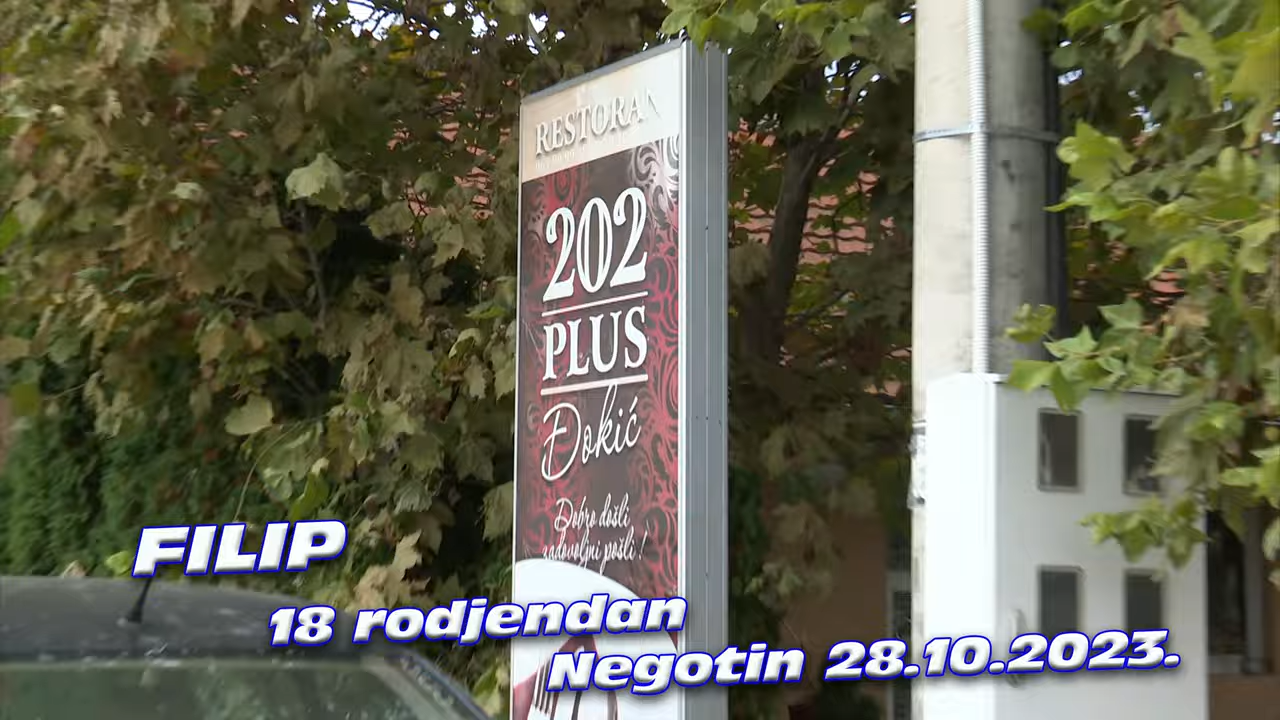 RESTORAN
202
PLUS
Đokić
Dobro došli
zadovoljni pošli !
FILIP
18 rodjendan
Negotin 28.10.2023.